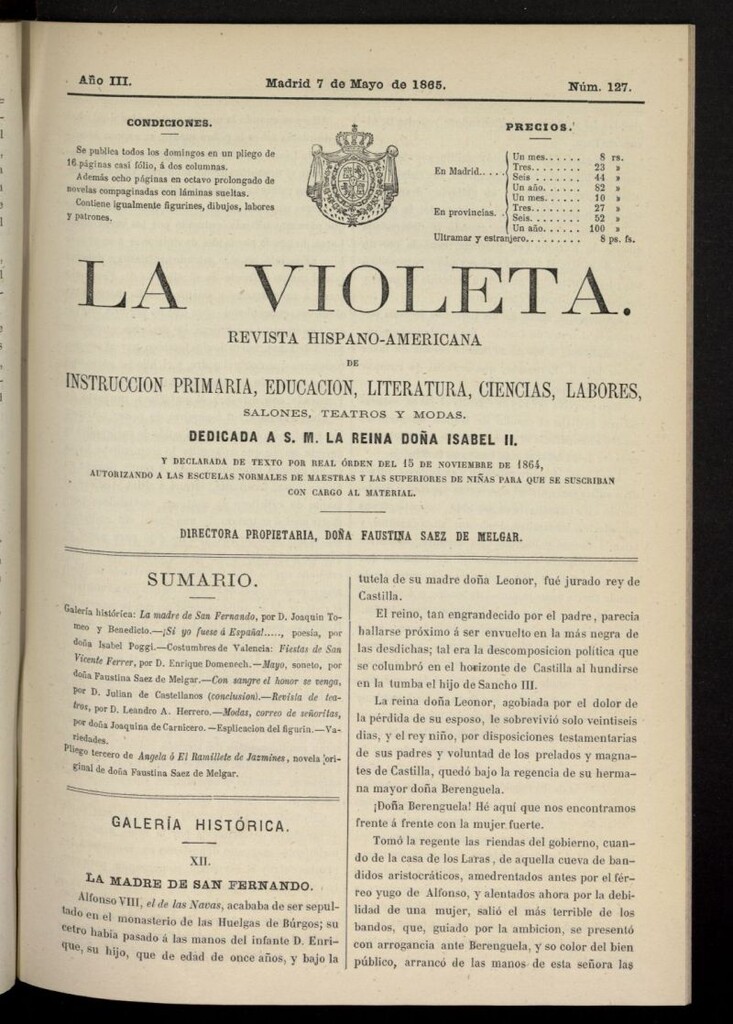 Año III.
Madrid 7 de Mayo de 1865.
Núm. 127.
CONDICIONES.
Se publica todos los domingos en un pliego de
16 páginas casi fólio, á dos columnas.
Ademas ocho páginas en octavo prolongado de
novelas compaginadas con láminas sueltas.
Contiene igualmente figurines, dibujos, labores
y patrones.
PRECIOS.
En Madrid....
Un mes...... 8 rs.
Tres........ 23 »
Seis........ 44 »
Un año...... 82 »
En provincias..
Un mes...... 10 »
Tres........ 27 »
Seis........ 52 »
Un año...... 100 »
Ultramar y estranjero......... 8 ps. fs.
LA VIOLETA.
REVISTA HISPANO-AMERICANA
DE
INSTRUCCION PRIMARIA, EDUCACION, LITERATURA, CIENCIAS, LABORES,
SALONES, TEATROS Y MODAS.
DEDICADA A S. M. LA REINA DOÑA ISABEL II.
Y DECLARADA DE TEXTO POR REAL ÓRDEN DEL 15 DE NOVIEMBRE DE 1864,
AUTORIZANDO A LAS ESCUELAS NORMALES DE MAESTRAS Y LAS SUPERIORES DE NIÑAS PARA QUE SE SUSCRIBAN
CON CARGO AL MATERIAL.
DIRECTORA PROPIETARIA, DOÑA FAUSTINA SAEZ DE MELGAR.
SUMARIO.
Galería histórica: La madre de San Fernando, por D. Joaquin To-
meo y Benedicto.—¡Si yo fuese á España!....., poesía, por
doña Isabel Poggi.—Costumbres de Valencia: Fiestas de San
Vicente Ferrer, por D. Enrique Domenech.—Mayo, soneto, por
doña Faustina Saez de Melgar.—Con sangre el honor se venga,
por D. Julian de Castellanos (conclusion).—Revista de tea-
tros, por D. Leandro A. Herrero.—Modas, correo de señoritas,
por doña Joaquina de Carnicero.—Esplicacion del figurin.—Va-
riedades.
Pliego tercero de Angela ó El Ramillete de Jazmines, novela ori-
ginal de doña Faustina Saez de Melgar.
GALERÍA HISTÓRICA.
XII.
LA MADRE DE SAN FERNANDO.
Alfonso VIII, el de las Navas, acababa de ser sepul-
tado en el monasterio de las Huelgas de Búrgos; su
cetro habia pasado á las manos del infante D. Enri-
que, su hijo, que de edad de once años, y bajo la
tutela de su madre doña Leonor, fué jurado rey de
Castilla.
El reino, tan engrandecido por el padre, parecia
hallarse próximo á ser envuelto en la más negra de
las desdichas; tal era la descomposicion política que
se columbró en el horizonte de Castilla al hundirse
en la tumba el hijo de Sancho III.
La reina doña Leonor, agobiada por el dolor de
la pérdida de su esposo, le sobrevivió solo veintiseis
dias, y el rey niño, por disposiciones testamentarias
de sus padres y voluntad de los prelados y magna-
tes de Castilla, quedó bajo la regencia de su herma-
na mayor doña Berenguela.
¡Doña Berenguela! Hé aquí que nos encontramos
frente á frente con la mujer fuerte.
Tomó la regente las riendas del gobierno, cuan-
do de la casa de los Laras, de aquella cueva de ban-
didos aristocráticos, amedrentados antes por el fér-
reo yugo de Alfonso, y alentados ahora por la debi-
lidad de una mujer, salió el más terrible de los
bandos, que, guiado por la ambicion, se presentó
con arrogancia ante Berenguela, y so color del bien
público, arrancó de las manos de esta señora las